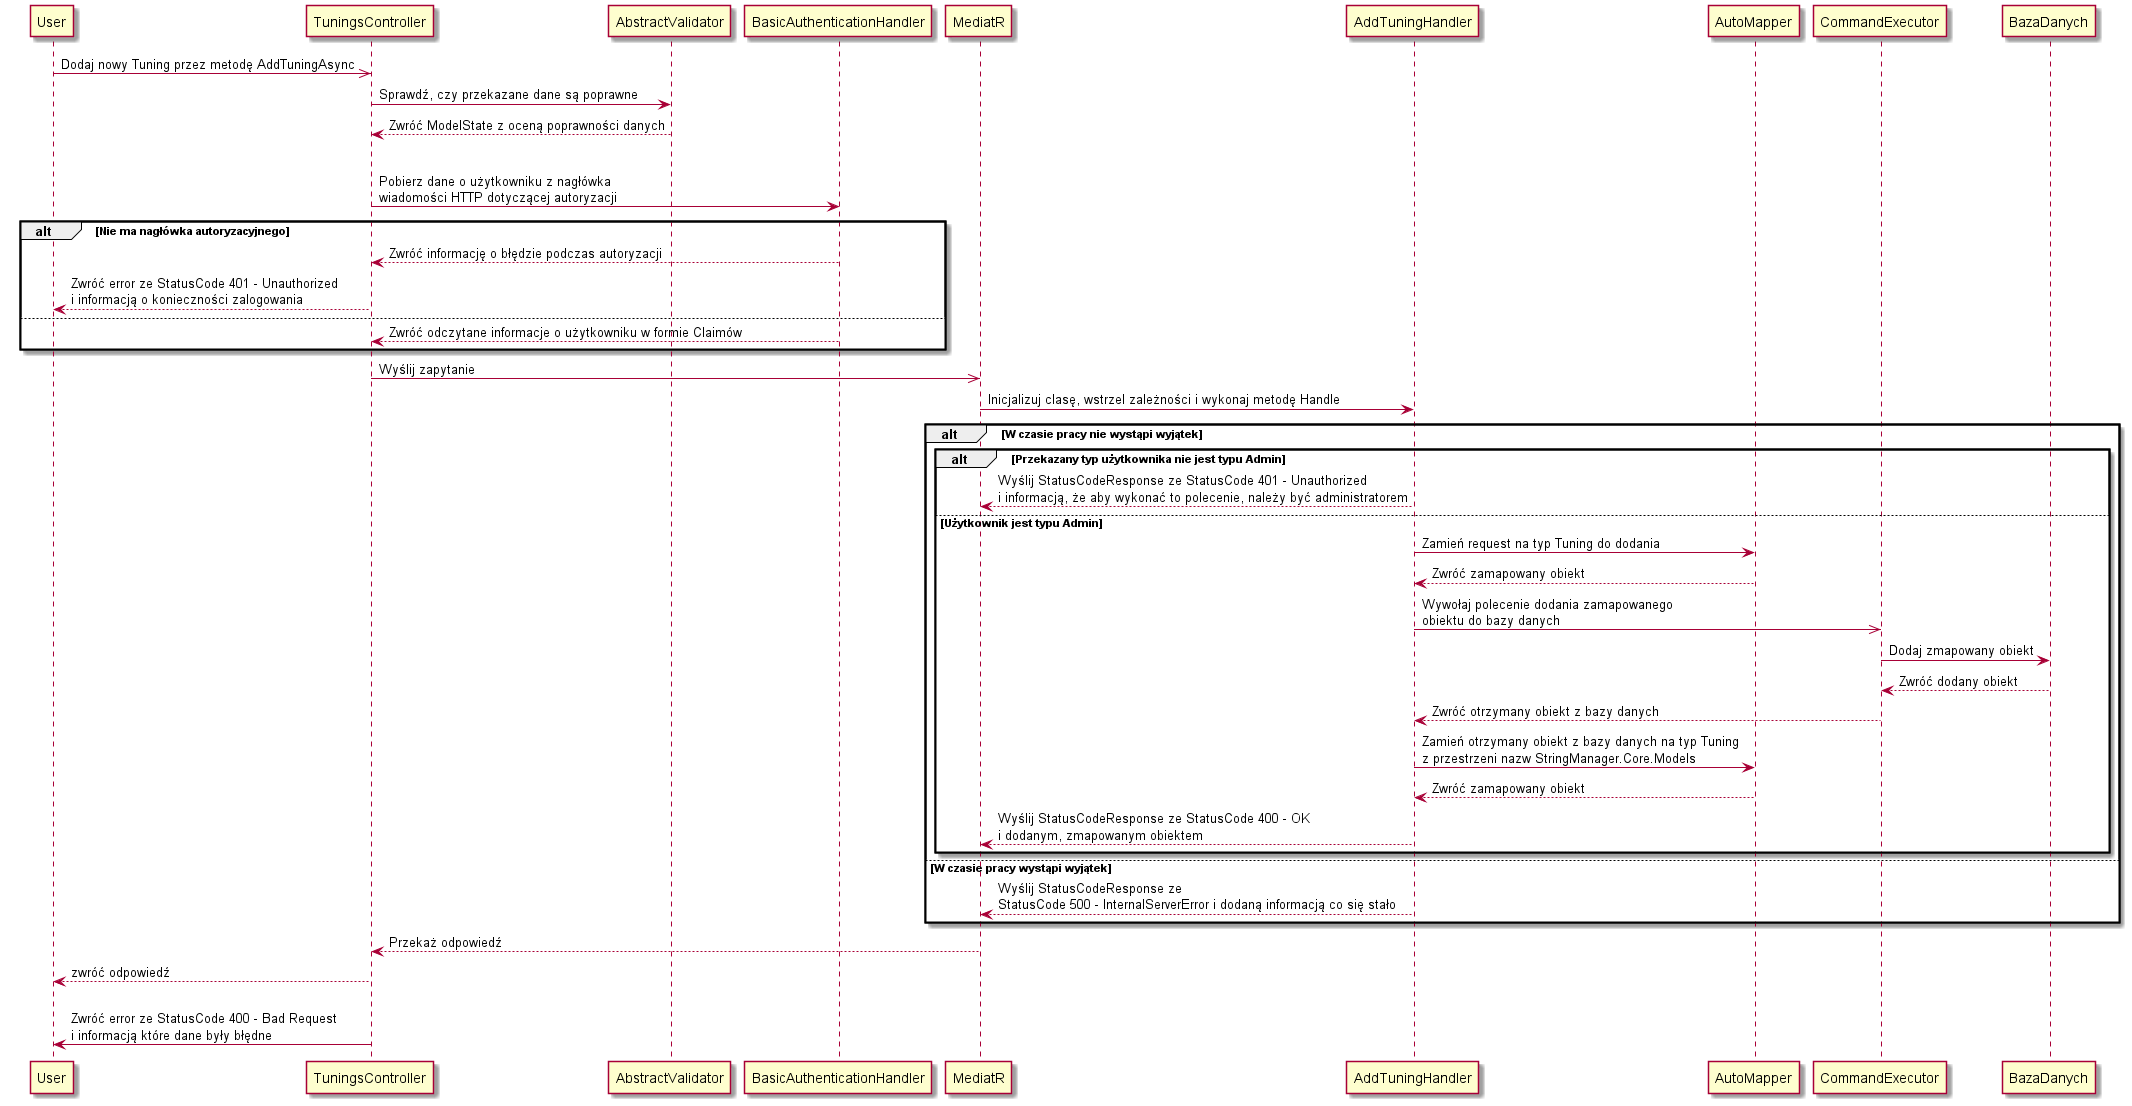 User
TuningsController
AbstractValidator
BasicAuthenticationHandler
MediatR
AddTuningHandler
AutoMapper
CommandExecutor
BazaDanych
Dodaj nowy Tuning przez metodę AddTuningAsync
Sprawdź, czy przekazane dane są poprawne
Zwróć ModelState z oceną poprawności danych
Pobierz dane o użytkowniku z nagłówka
wiadomości HTTP dotyczącej autoryzacji
alt [Nie ma nagłówka autoryzacyjnego]
Zwróć informację o błędzie podczas autoryzacji
Zwróć error ze StatusCode 401 - Unauthorized
i informacją o konieczności zalogowania
Zwróć odczytane informacje o użytkowniku w formie Claimów
Wyślij zapytanie
Inicjalizuj clasę, wstrzel zależności i wykonaj metodę Handle
alt [W czasie pracy nie wystąpi wyjątek]
alt [Przekazany typ użytkownika nie jest typu Admin]
Wyślij StatusCodeResponse ze StatusCode 401 - Unauthorized
i informacją, że aby wykonać to polecenie, należy być administratorem
[Użytkownik jest typu Admin]
Zamień request na typ Tuning do dodania
Zwróć zamapowany obiekt
Wywołaj polecenie dodania zamapowanego
obiektu do bazy danych
Dodaj zmapowany obiekt
Zwróć dodany obiekt
Zwróć otrzymany obiekt z bazy danych
Zamień otrzymany obiekt z bazy danych na typ Tuning
z przestrzeni nazw StringManager.Core.Models
Zwróć zamapowany obiekt
Wyślij StatusCodeResponse ze StatusCode 400 - OK
i dodanym, zmapowanym obiektem
[W czasie pracy wystąpi wyjątek]
Wyślij StatusCodeResponse ze
StatusCode 500 - InternalServerError i dodaną informacją co się stało
Przekaż odpowiedź
zwróć odpowiedź
Zwróć error ze StatusCode 400 - Bad Request
i informacją które dane były błędne
User
TuningsController
AbstractValidator
BasicAuthenticationHandler
MediatR
AddTuningHandler
AutoMapper
CommandExecutor
BazaDanych